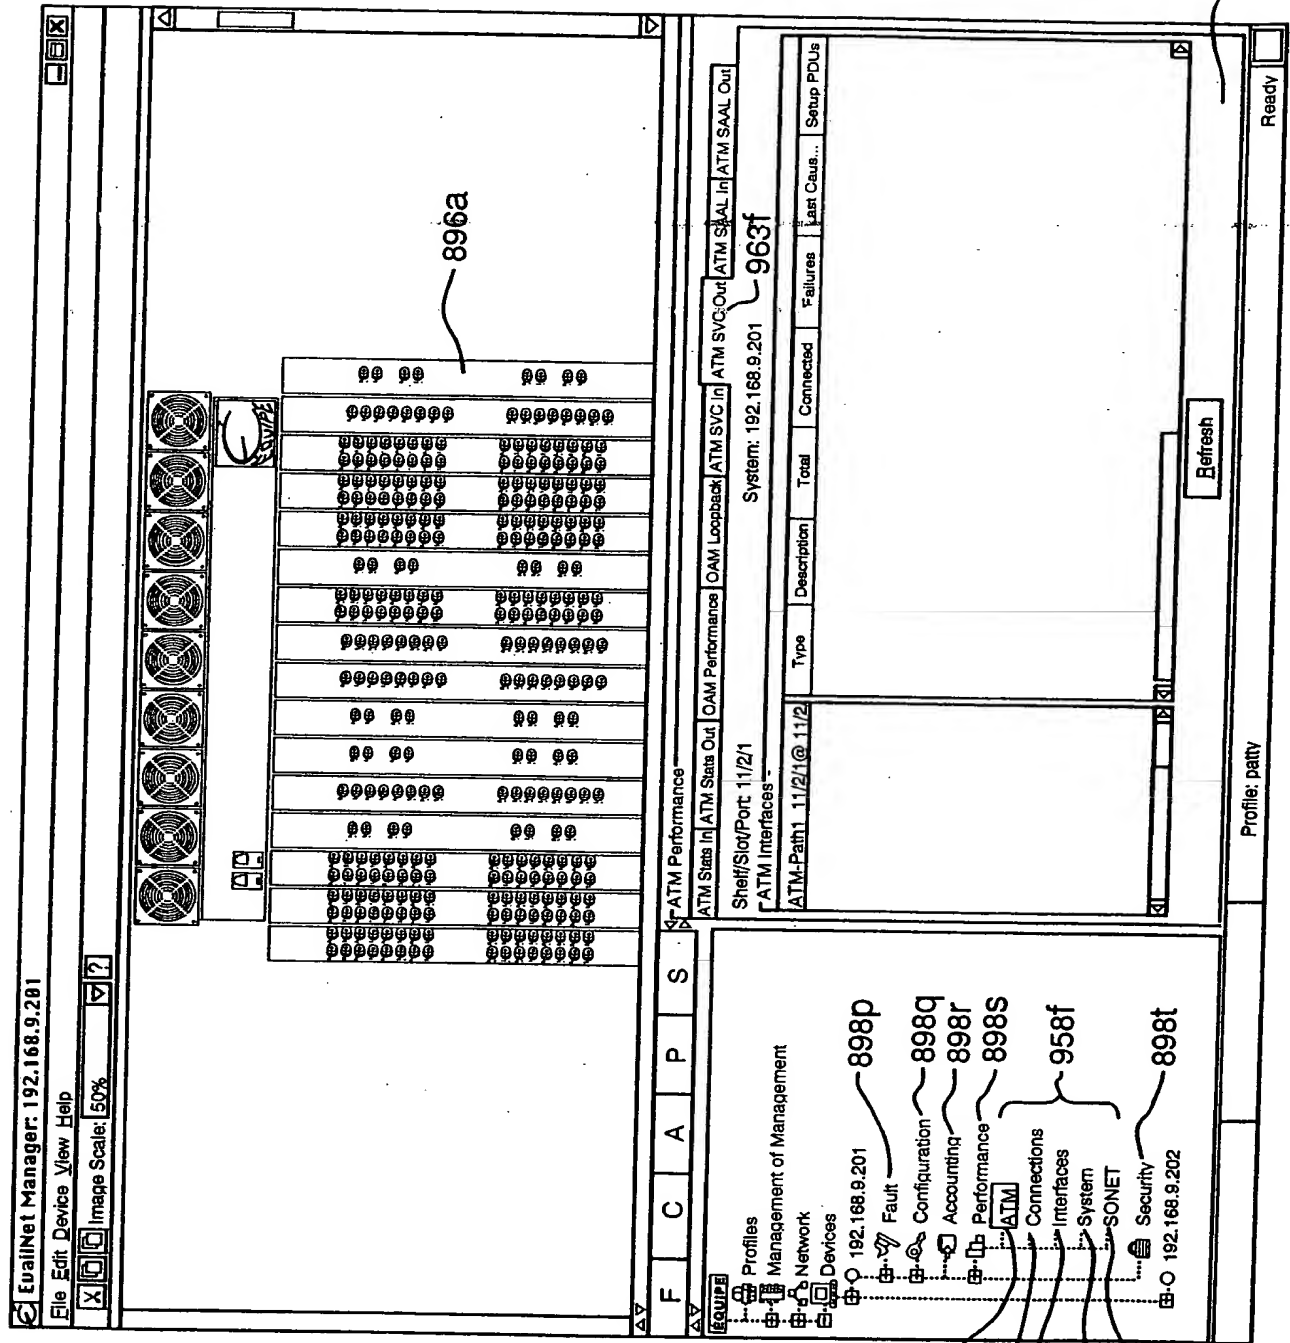 EvailNet Manager: 192.168.9.201
File Edit Device View Help
X Image Scale: 50% ?
896a
F C A P S
EQUIPE
Profiles
Management of Management
Network
Devices
192.168.9.201
Fault
Configuration
Accounting
Performance
ATM
Connections
Interfaces
System
SONET
Security
192.168.9.202
898p
898q
898r
898s
958f
898t
ATM Performance
ATM Stats In ATM Stats Out OAM Performance OAM Loopback ATM SVC In ATM SVC Out ATM SAAL In ATM SAAL Out
963f
Shelf/Slot/Port: 11/2/1 System: 192.168.9.201
ATM Interfaces
ATM-Path1_11/2/1@ 11/2
Type Description Total Connected Failures Last Caus... Setup PDUs
Refresh
Profile: patty Ready